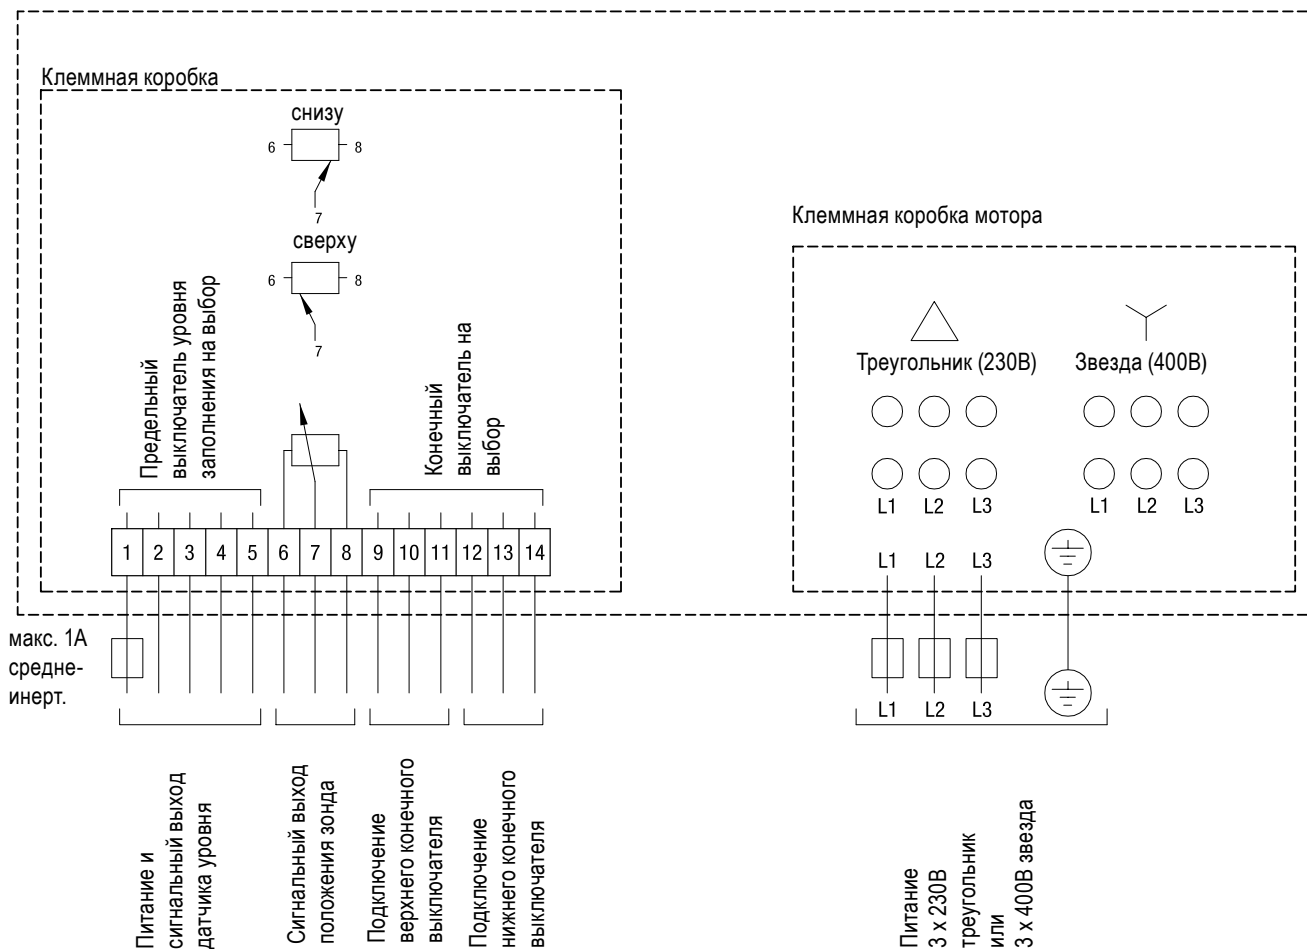 Клеммная коробка
снизу
6
8
7
сверху
6
8
7
Предельный
выключатель уровня
заполнения на выбор
Конечный
выключатель на
выбор
1 2 3 4 5 6 7 8 9 10 11 12 13 14
макс. 1А
средне-
инерт.
Питание и
сигнальный выход
датчика уровня
Сигнальный выход
положения зонда
Подключение
верхнего конечного
выключателя
Подключение
нижнего конечного
выключателя
Клеммная коробка мотора
Треугольник (230В)
Звезда (400В)
L1 L2 L3
L1 L2 L3
L1 L2 L3
L1 L2 L3
Питание
3 x 230В
треугольник
или
3 x 400В звезда